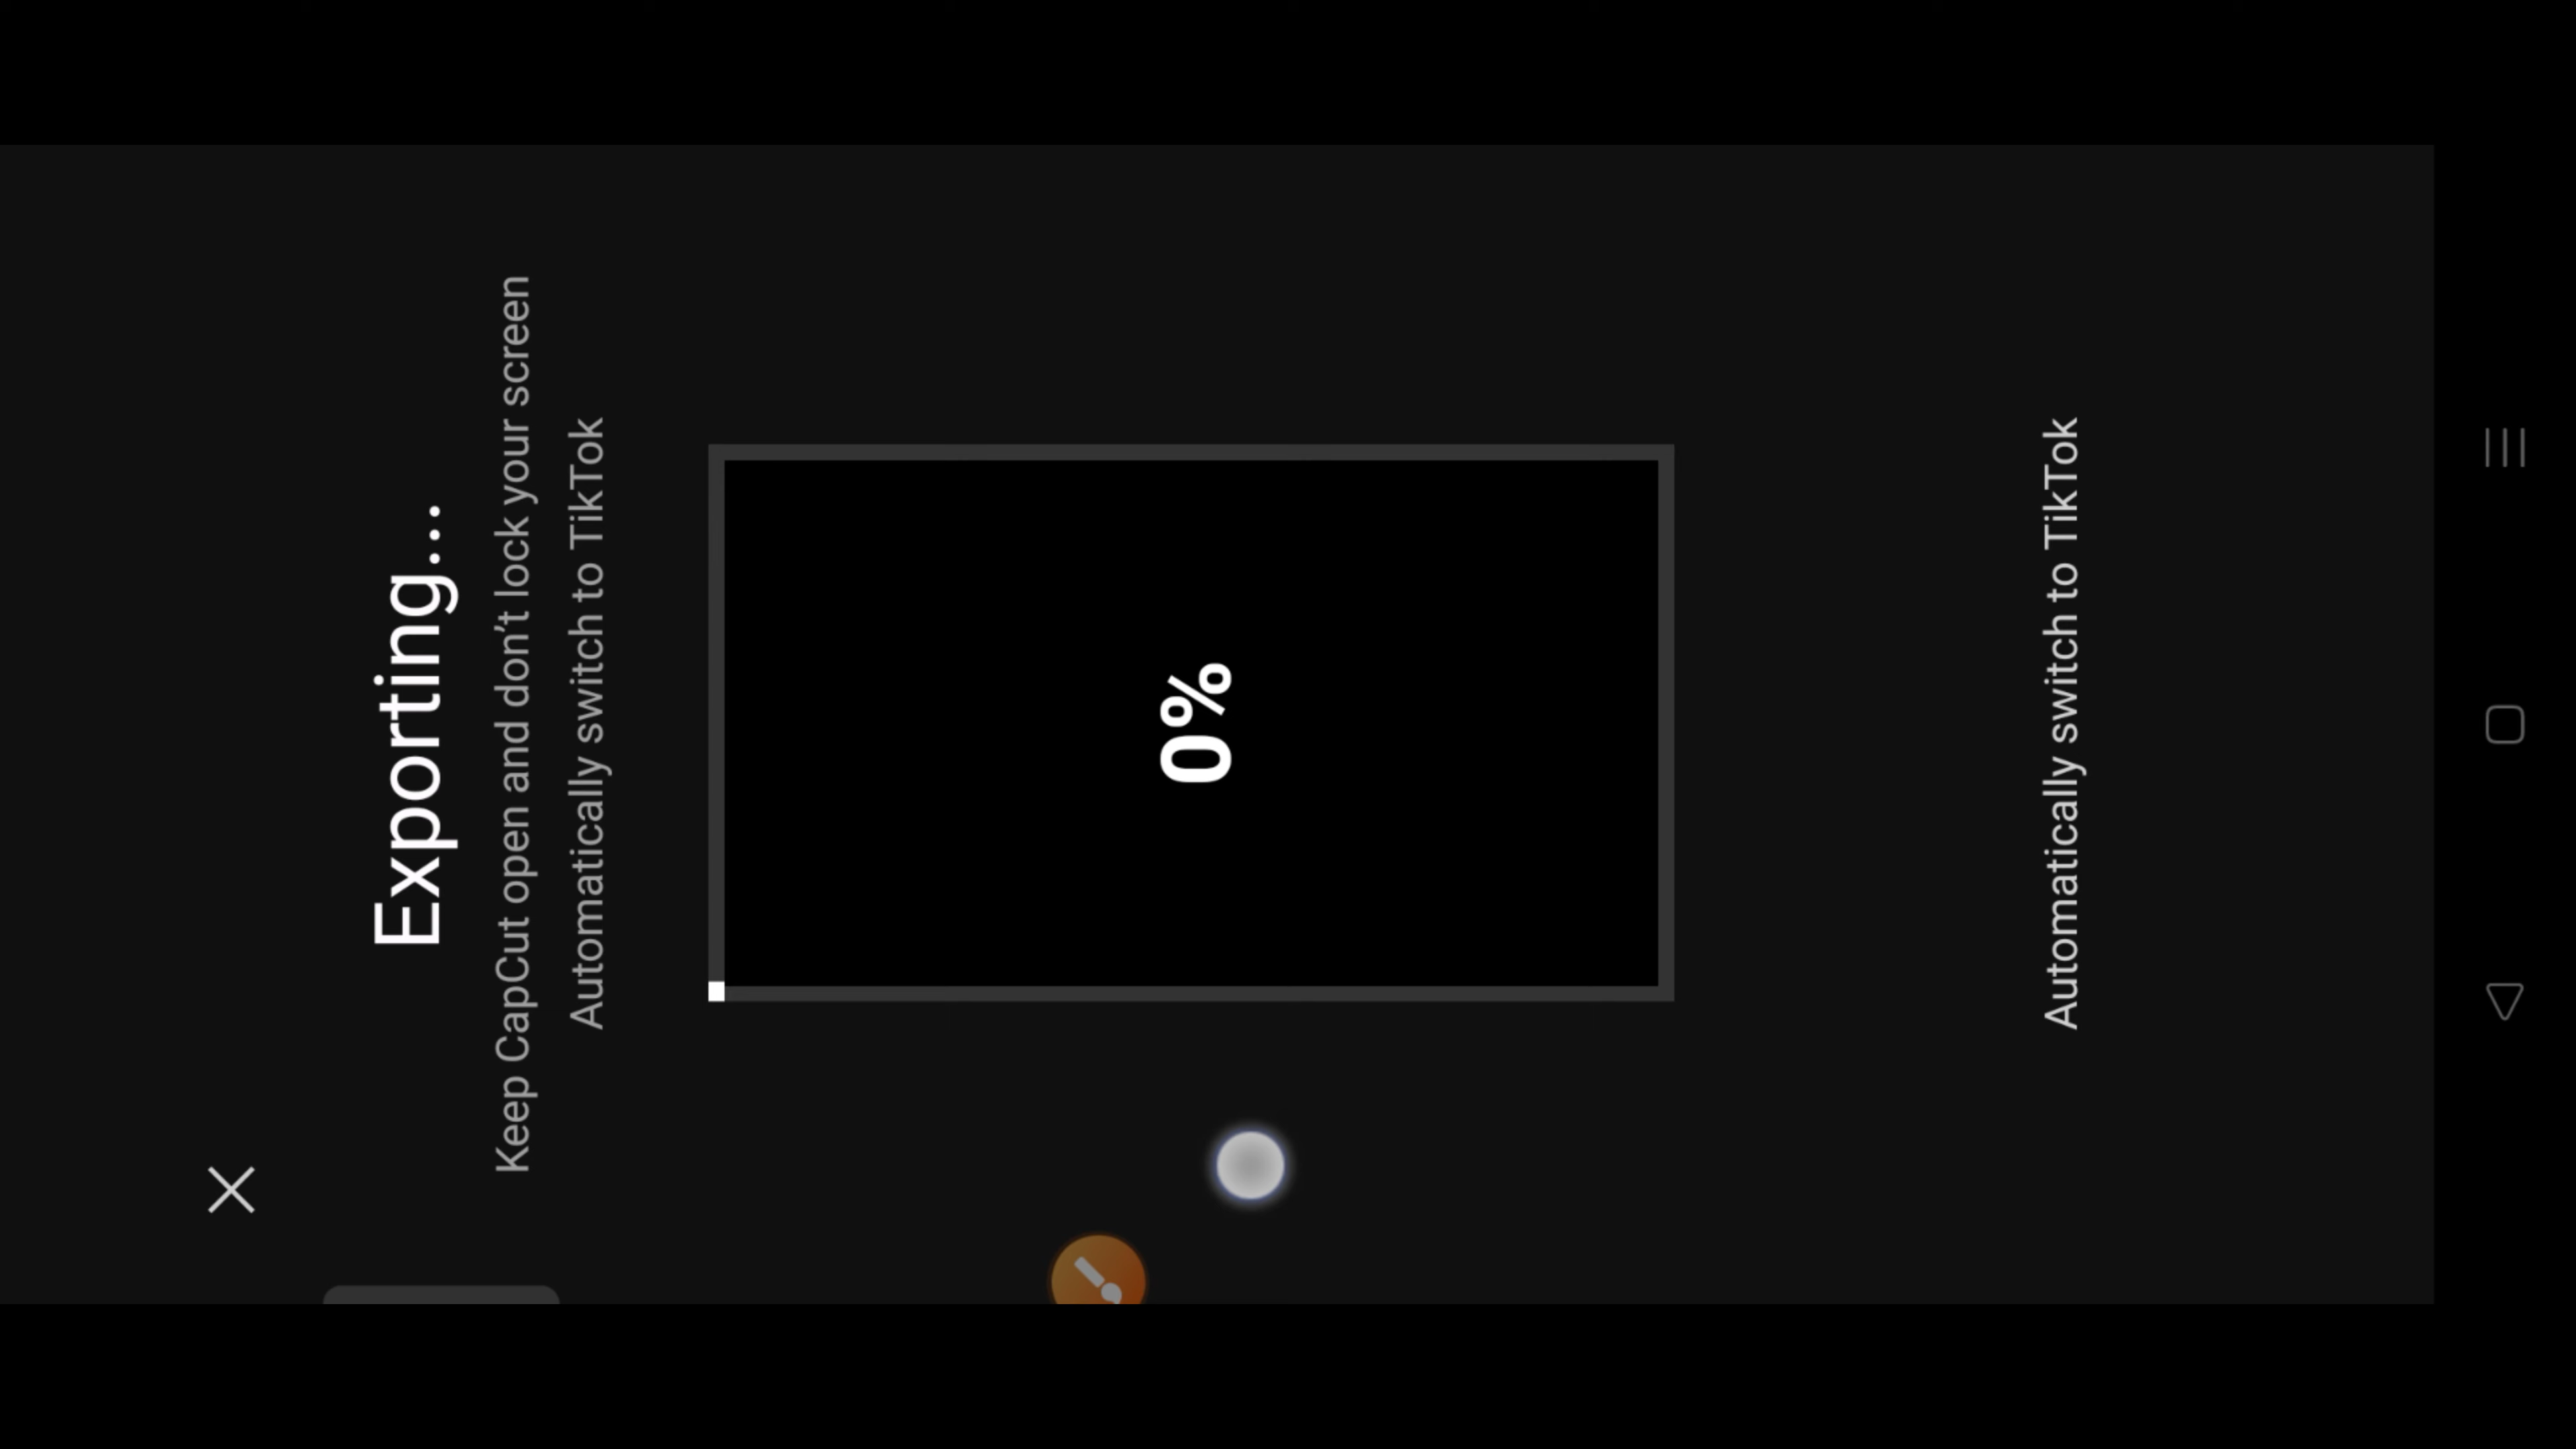 Exporting...
Keep CapCut open and don't lock your screen
Automatically switch to TikTok
0%
Automatically switch to TikTok